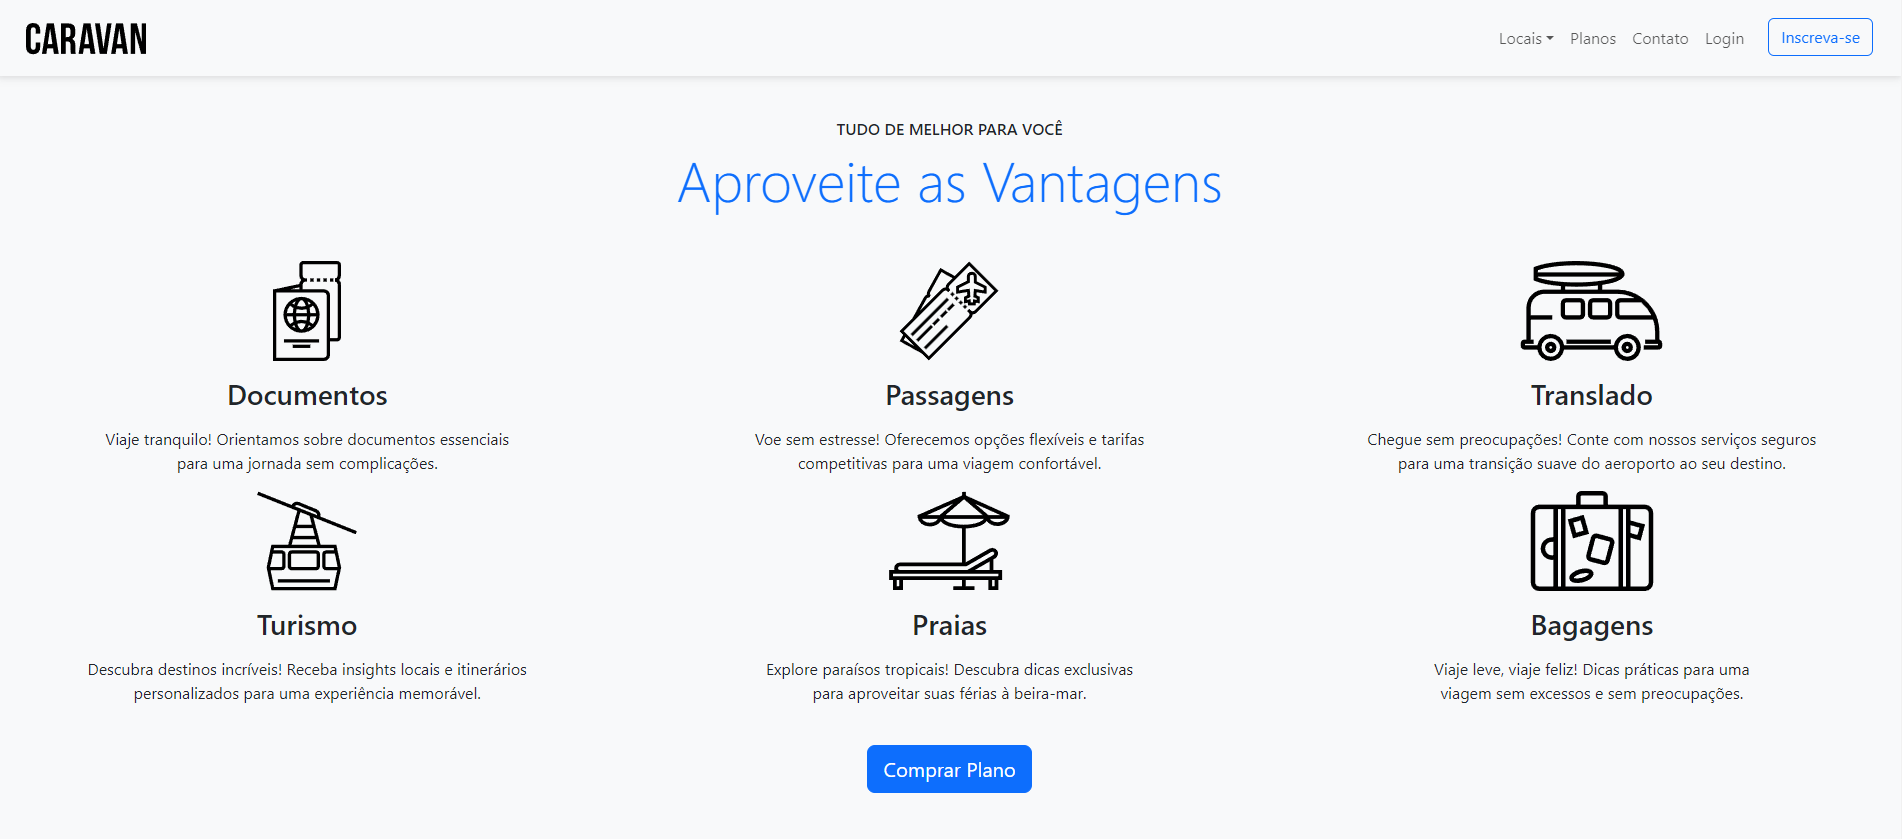 CARAVAN
Locais
Planos
Contato
Login
Inscreva-se
TUDO DE MELHOR PARA VOCÊ
Aproveite as Vantagens
Documentos
Viaje tranquilo! Orientamos sobre documentos essenciais
para uma jornada sem complicações.
Passagens
Voe sem estresse! Oferecemos opções flexíveis e tarifas
competitivas para uma viagem confortável.
Translado
Chegue sem preocupações! Conte com nossos serviços seguros
para uma transição suave do aeroporto ao seu destino.
Turismo
Descubra destinos incríveis! Receba insights locais e itinerários
personalizados para uma experiência memorável.
Praias
Explore paraísos tropicais! Descubra dicas exclusivas
para aproveitar suas férias à beira-mar.
Bagagens
Viaje leve, viaje feliz! Dicas práticas para uma
viagem sem excessos e sem preocupações.
Comprar Plano